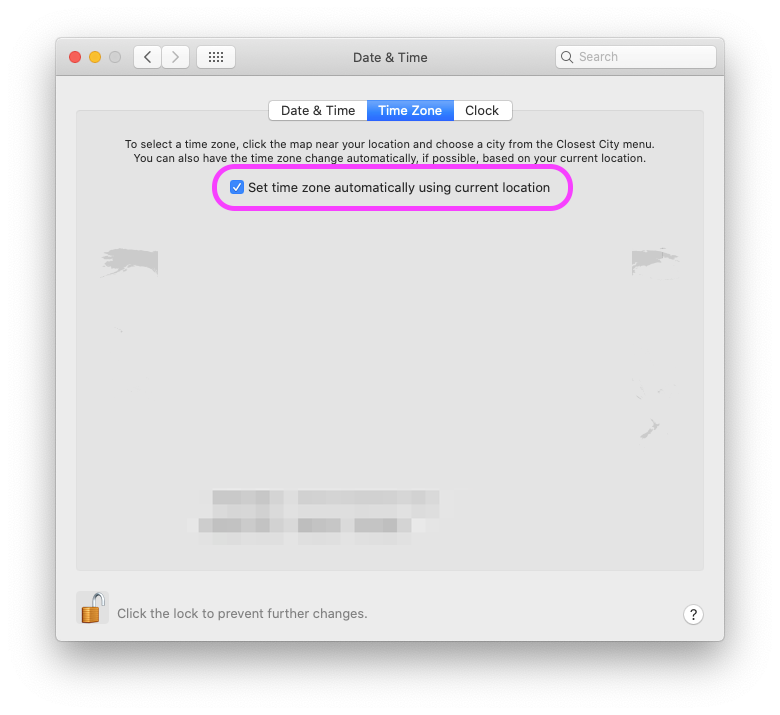 Date & Time
Search
Date & Time Time Zone Clock
To select a time zone, click the map near your location and choose a city from the Closest City menu.
You can also have the time zone change automatically, if possible, based on your current location.
Set time zone automatically using current location
Click the lock to prevent further changes.
?